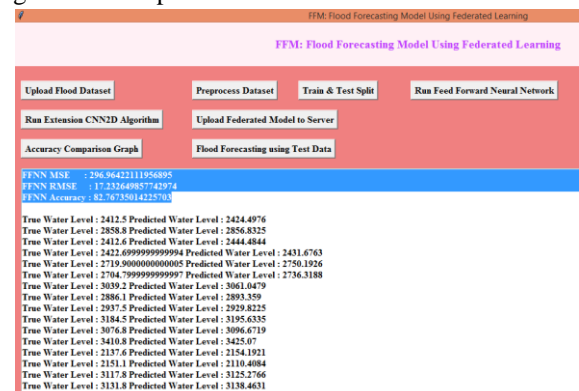 FFM: Flood Forecasting Model Using Federated Learning
FFM: Flood Forecasting Model Using Federated Learning
Upload Flood Dataset
Preprocess Dataset
Train & Test Split
Run Feed Forward Neural Network
Run Extension CNN2D Algorithm
Upload Federated Model to Server
Accuracy Comparison Graph
Flood Forecasting using Test Data
FFNN MSE : 296.96422111956895
FFNN RMSE : 17.232649857742974
FFNN Accuracy : 82.76735014225703
True Water Level : 2412.5 Predicted Water Level : 2424.4976
True Water Level : 2858.8 Predicted Water Level : 2856.8325
True Water Level : 2412.6 Predicted Water Level : 2444.4844
True Water Level : 2422.6999999999994 Predicted Water Level : 2431.6763
True Water Level : 2719.9000000000005 Predicted Water Level : 2750.1926
True Water Level : 2704.7999999999997 Predicted Water Level : 2736.3188
True Water Level : 3039.2 Predicted Water Level : 3061.0479
True Water Level : 2886.1 Predicted Water Level : 2893.359
True Water Level : 2937.5 Predicted Water Level : 2929.8225
True Water Level : 3184.5 Predicted Water Level : 3195.6335
True Water Level : 3076.8 Predicted Water Level : 3096.6719
True Water Level : 3410.8 Predicted Water Level : 3425.07
True Water Level : 2137.6 Predicted Water Level : 2154.1921
True Water Level : 2151.1 Predicted Water Level : 2110.4084
True Water Level : 3117.8 Predicted Water Level : 3125.2766
True Water Level : 3131.8 Predicted Water Level : 3138.4631